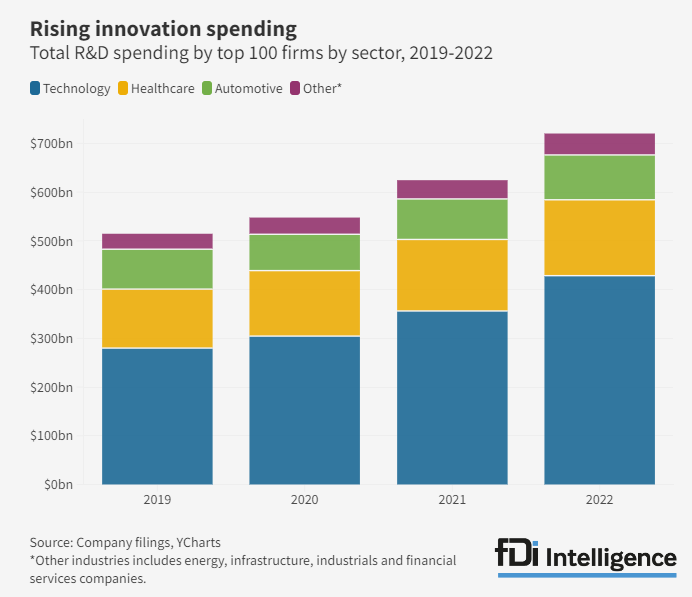 Rising innovation spending
Total R&D spending by top 100 firms by sector, 2019-2022
Technology Healthcare Automotive Other*
$700bn
$600bn
$500bn
$400bn
$300bn
$200bn
$100bn
$0bn
2019 2020 2021 2022
Source: Company filings, YCharts
*Other industries includes energy, infrastructure, industrials and financial
services companies.
fDi Intelligence